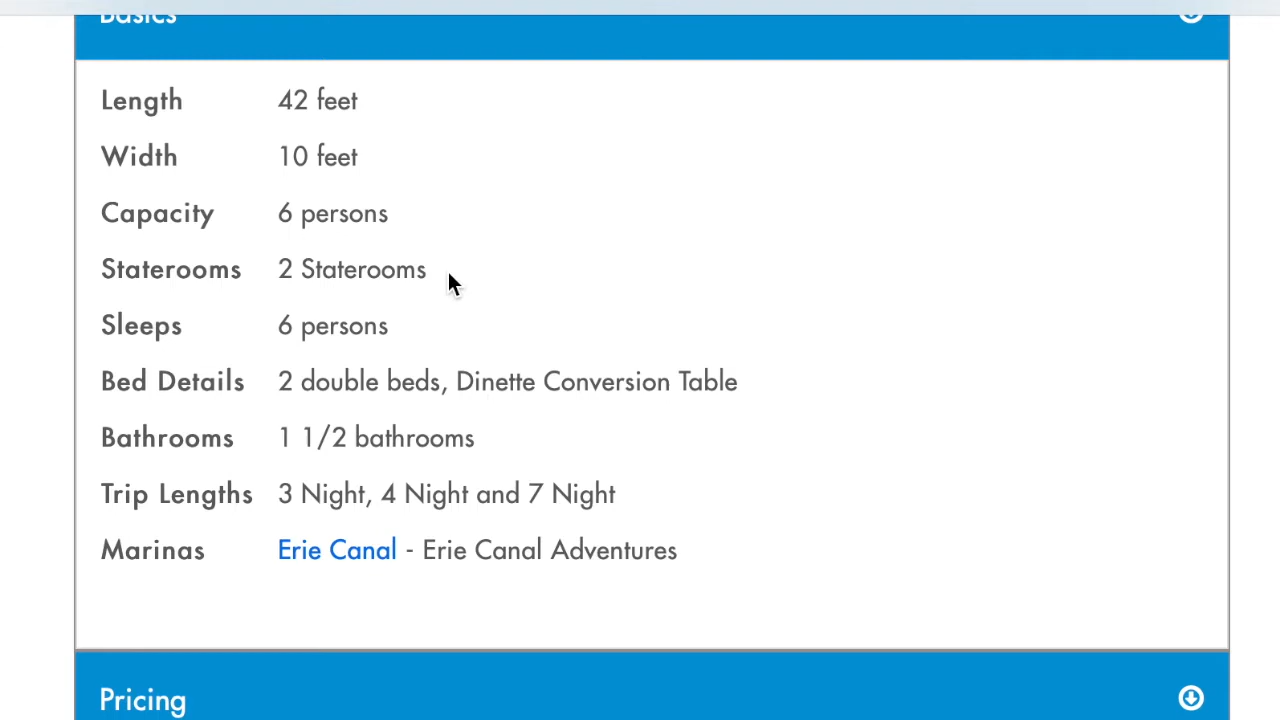 Basics
Length 42 feet
Width 10 feet
Capacity 6 persons
Staterooms 2 Staterooms
Sleeps 6 persons
Bed Details 2 double beds, Dinette Conversion Table
Bathrooms 1 1/2 bathrooms
Trip Lengths 3 Night, 4 Night and 7 Night
Marinas Erie Canal - Erie Canal Adventures
Pricing